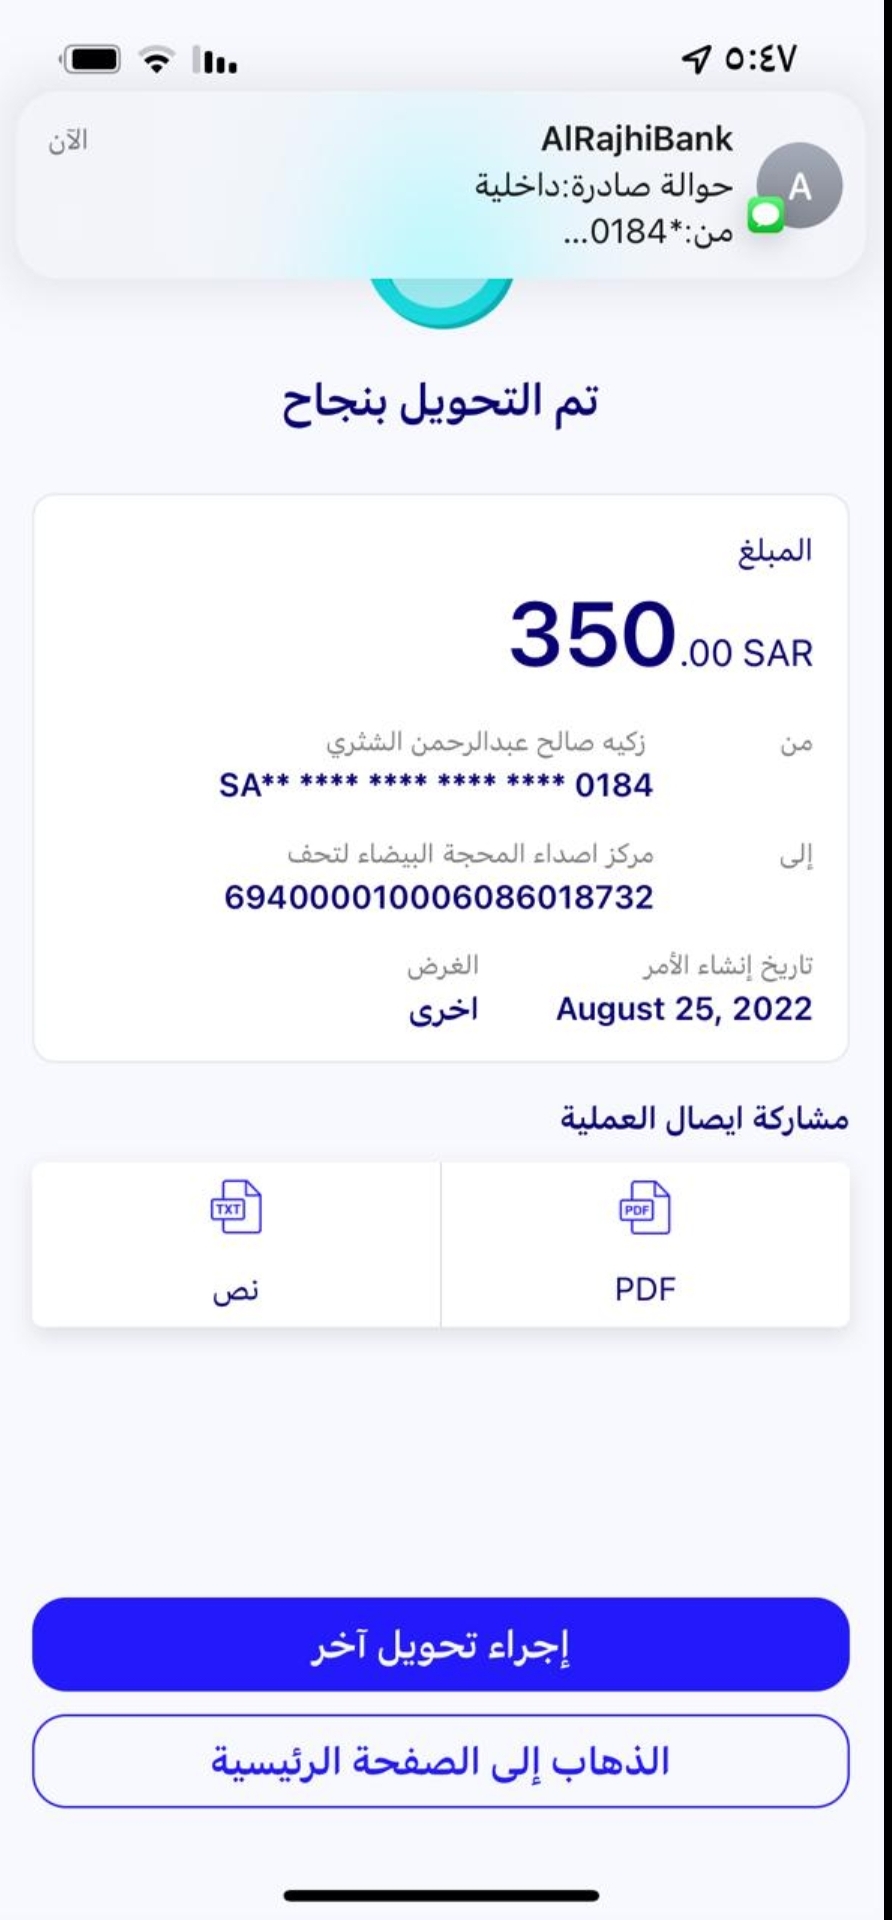 ٥:٤٧
AlRajhiBank
الآن
حوالة صادرة:داخلية
من:*0184...
A
تم التحويل بنجاح
المبلغ
350.00 SAR
من
زكيه صالح عبدالرحمن الشثري
SA** **** **** **** **** 0184
إلى
مركز اصداء المحجة البيضاء لتحف
694000010006086018732
تاريخ إنشاء الأمر
الغرض
August 25, 2022
اخرى
مشاركة ايصال العملية
PDF
TXT
PDF
نص
إجراء تحويل آخر
الذهاب إلى الصفحة الرئيسية